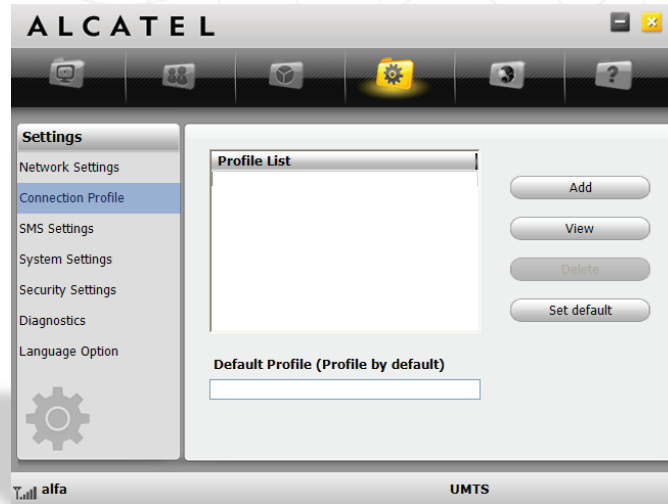 ALCATEL
?
Settings
Network Settings
Connection Profile
SMS Settings
System Settings
Security Settings
Diagnostics
Language Option
Profile List
Add
View
Delete
Set default
Default Profile (Profile by default)
alfa
UMTS